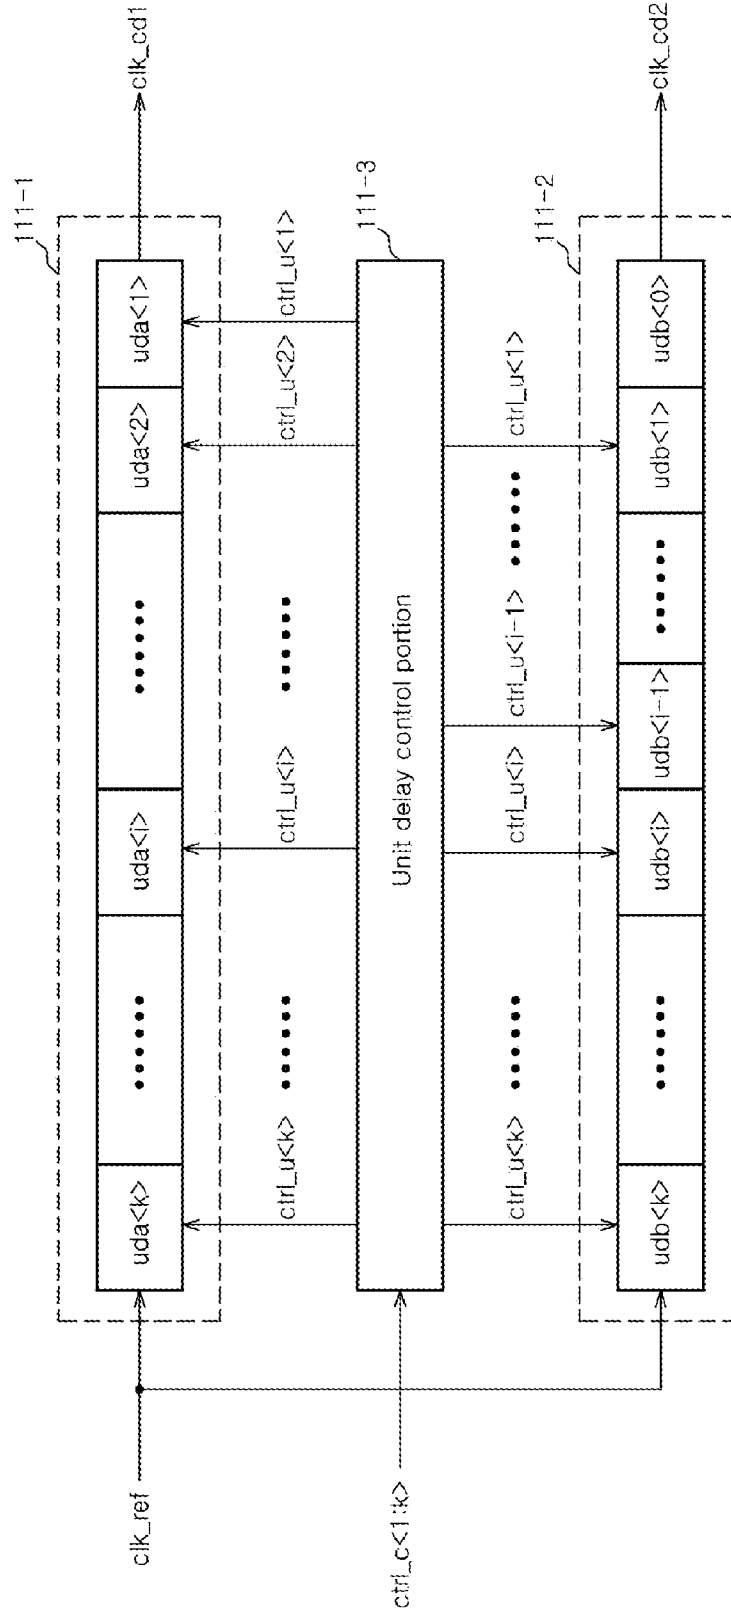 111-1
uda<k>
uda<i>
uda<2>
uda<1>
clk_cd1
ctrl_u<k>
ctrl_u<i>
ctrl_u<2>
ctrl_u<1>
clk_ref
111-3
ctrl_c<1:k>
Unit delay control portion
ctrl_u<k>
ctrl_u<i>
ctrl_u<i-1>
ctrl_u<1>
111-2
udb<k>
udb<i>
udb<i-1>
udb<1>
udb<0>
clk_cd2